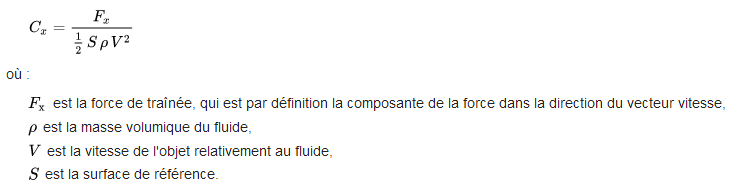 C_x = F_x / (1/2 S ρ V²)
où :
F_x est la force de traînée, qui est par définition la composante de la force dans la direction du vecteur vitesse,
ρ est la masse volumique du fluide,
V est la vitesse de l'objet relativement au fluide,
S est la surface de référence.